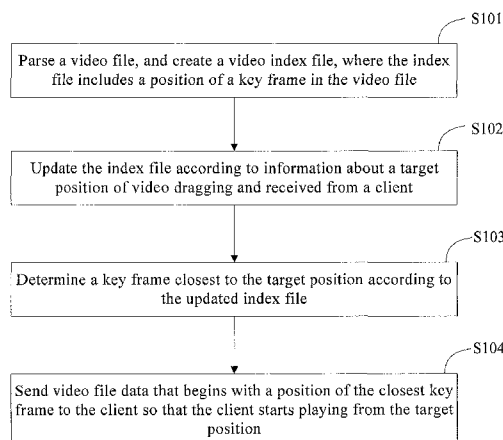 S101
Parse a video file, and create a video index file, where the index
file includes a position of a key frame in the video file
S102
Update the index file according to information about a target
position of video dragging and received from a client
S103
Determine a key frame closest to the target position according to
the updated index file
S104
Send video file data that begins with a position of the closest key
frame to the client so that the client starts playing from the target
position